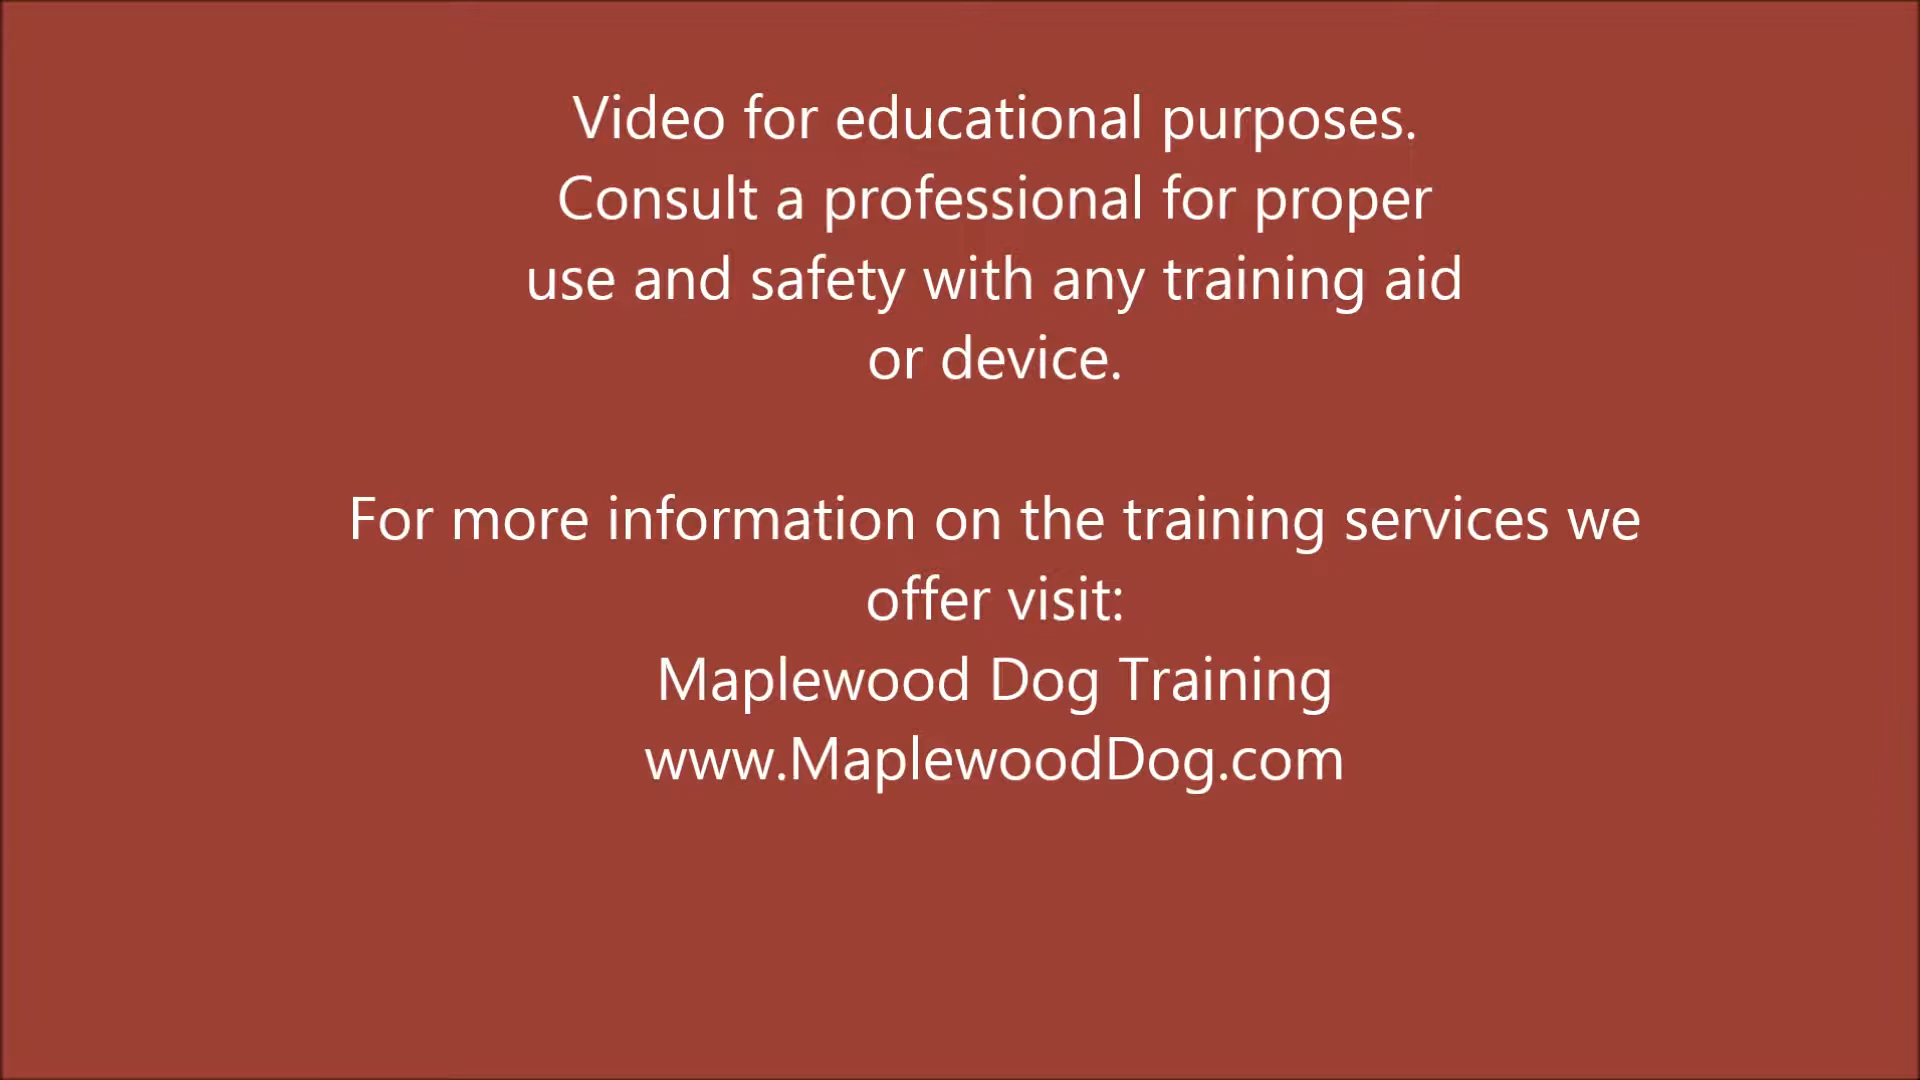 Video for educational purposes.
Consult a professional for proper
use and safety with any training aid
or device.
For more information on the training services we
offer visit:
Maplewood Dog Training
www.MaplewoodDog.com